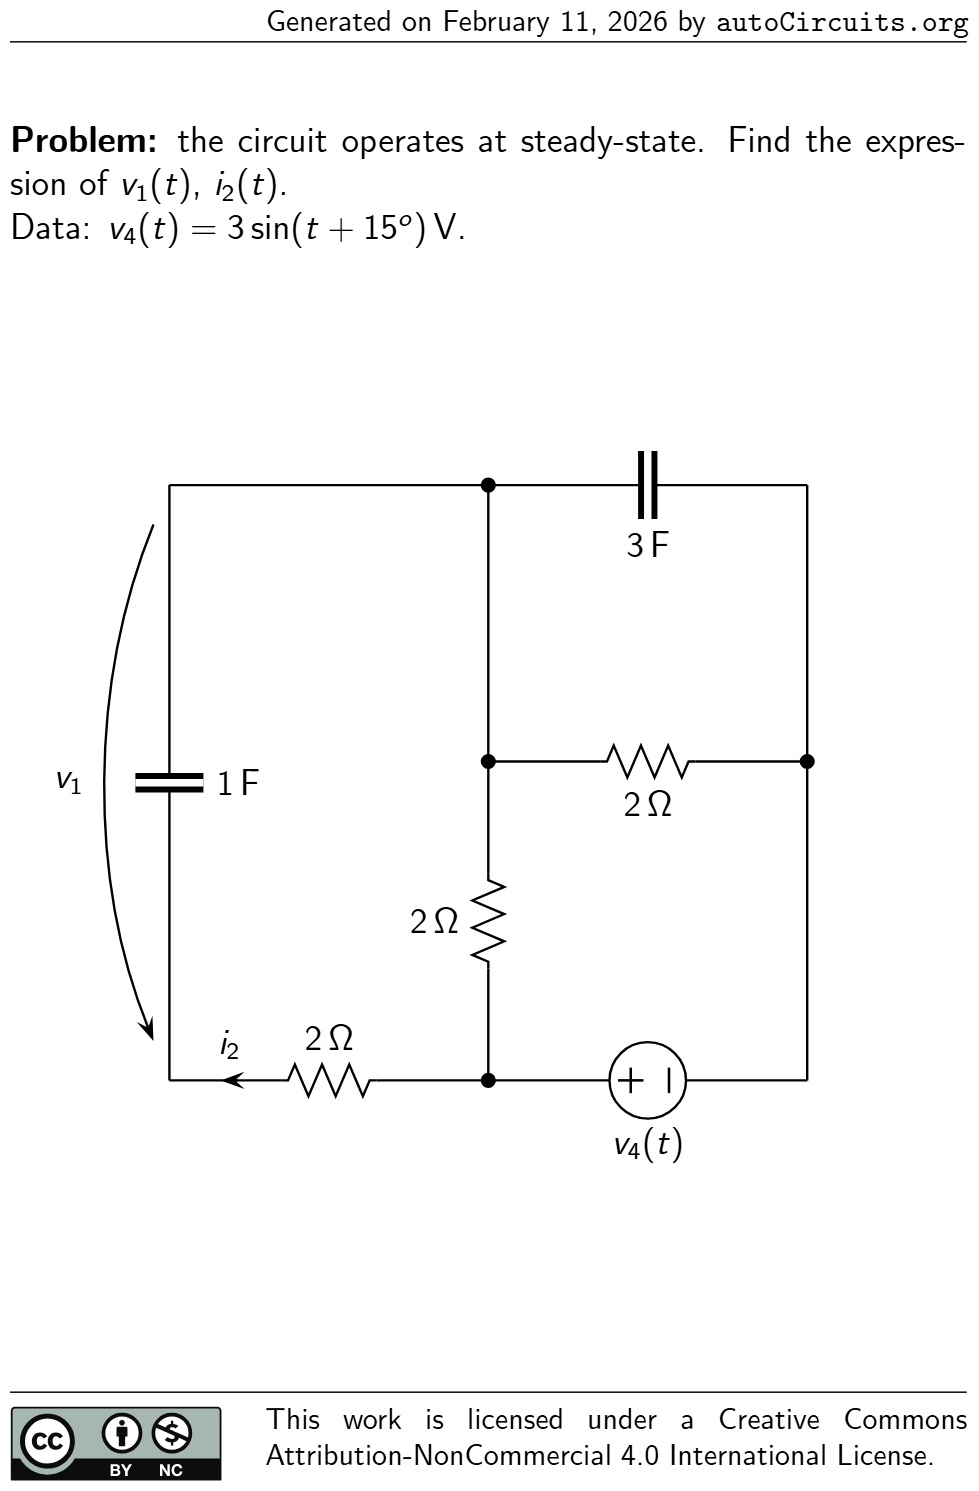 Generated on February 11, 2026 by autoCircuits.org
Problem: the circuit operates at steady-state. Find the expres-
sion of v₁(t), i₂(t).
Data: v₄(t) = 3 sin(t + 15°) V.
3 F
v₁
1 F
2 Ω
2 Ω
i₂
2 Ω
+
v₄(t)
This work is licensed under a Creative Commons
Attribution-NonCommercial 4.0 International License.
cc
BY NC